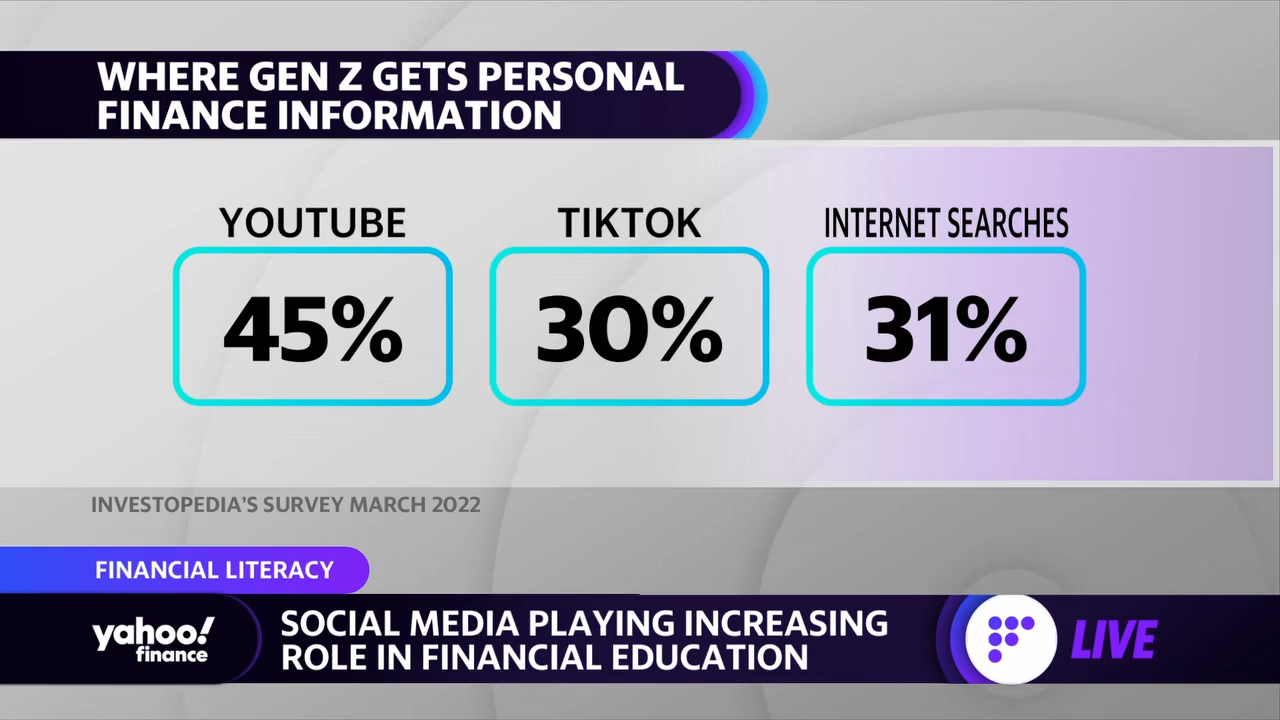 WHERE GEN Z GETS PERSONAL
FINANCE INFORMATION
YOUTUBE
45%
TIKTOK
30%
INTERNET SEARCHES
31%
INVESTOPEDIA'S SURVEY MARCH 2022
FINANCIAL LITERACY
yahoo!
finance
SOCIAL MEDIA PLAYING INCREASING
ROLE IN FINANCIAL EDUCATION
LIVE